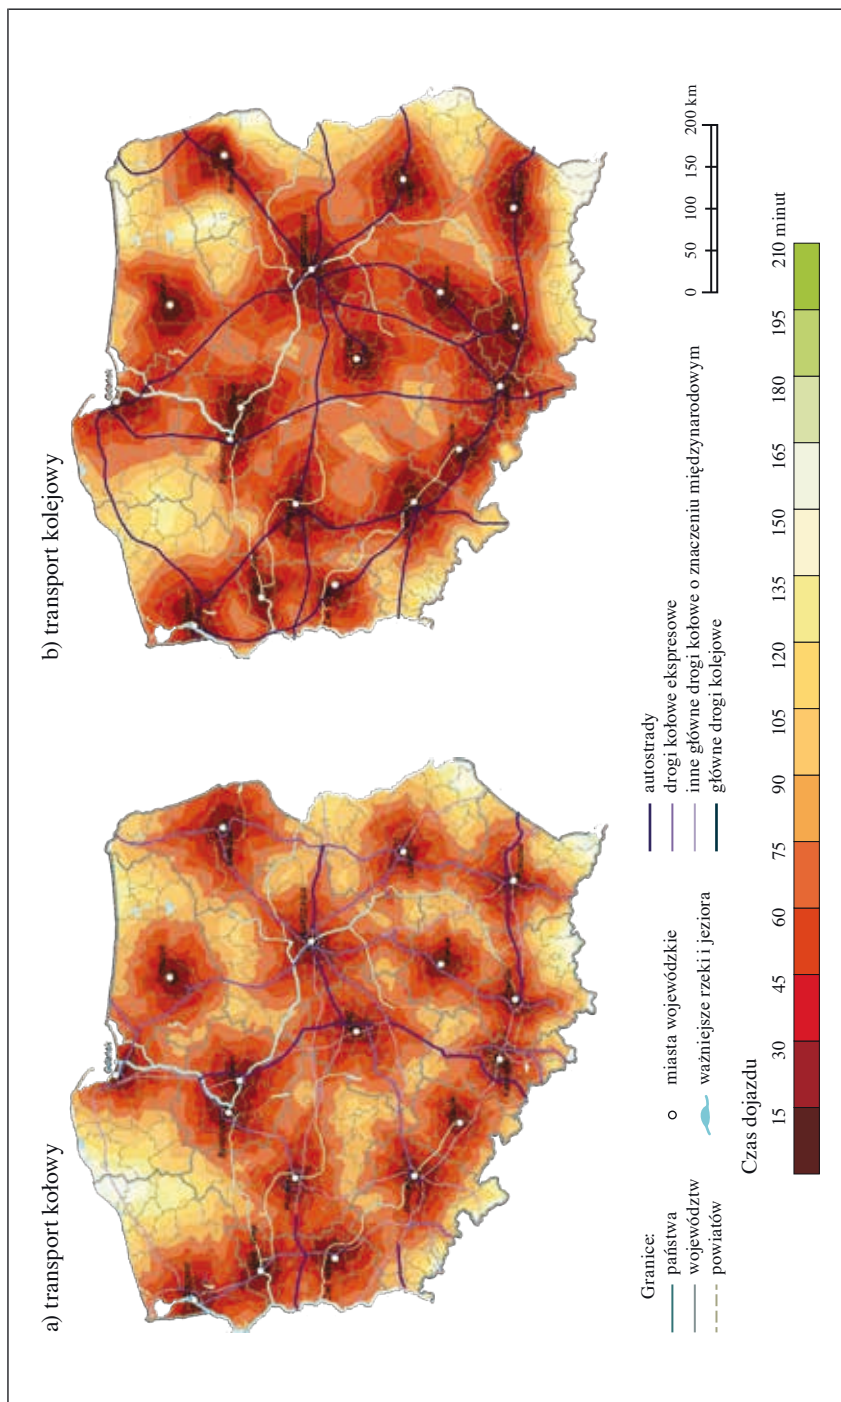 a) transport kołowy
b) transport kolejowy
Gdańsk
Gdańsk
Granice:
państwa
województw
powiatów
miasta wojewódzkie
ważniejsze rzeki i jeziora
autostrady
drogi kołowe ekspresowe
inne główne drogi kołowe o znaczeniu międzynarodowym
główne drogi kolejowe
0 50 100 150 200 km
Czas dojazdu
15 30 45 60 75 90 105 120 135 150 165 180 195 210 minut